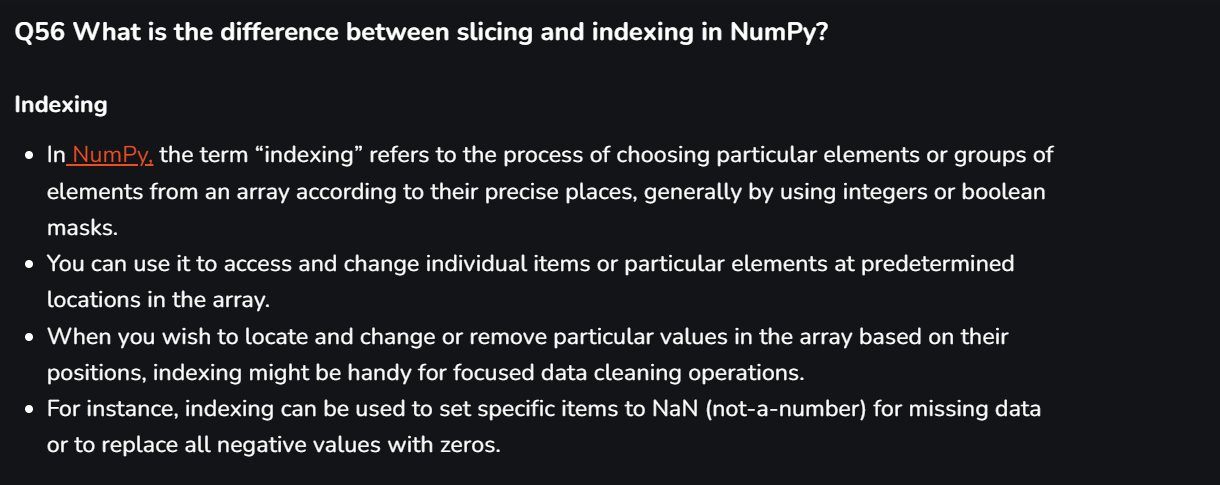 Q56 What is the difference between slicing and indexing in NumPy?
Indexing
• In NumPy, the term “indexing” refers to the process of choosing particular elements or groups of
elements from an array according to their precise places, generally by using integers or boolean
masks.
• You can use it to access and change individual items or particular elements at predetermined
locations in the array.
• When you wish to locate and change or remove particular values in the array based on their
positions, indexing might be handy for focused data cleaning operations.
• For instance, indexing can be used to set specific items to NaN (not-a-number) for missing data
or to replace all negative values with zeros.